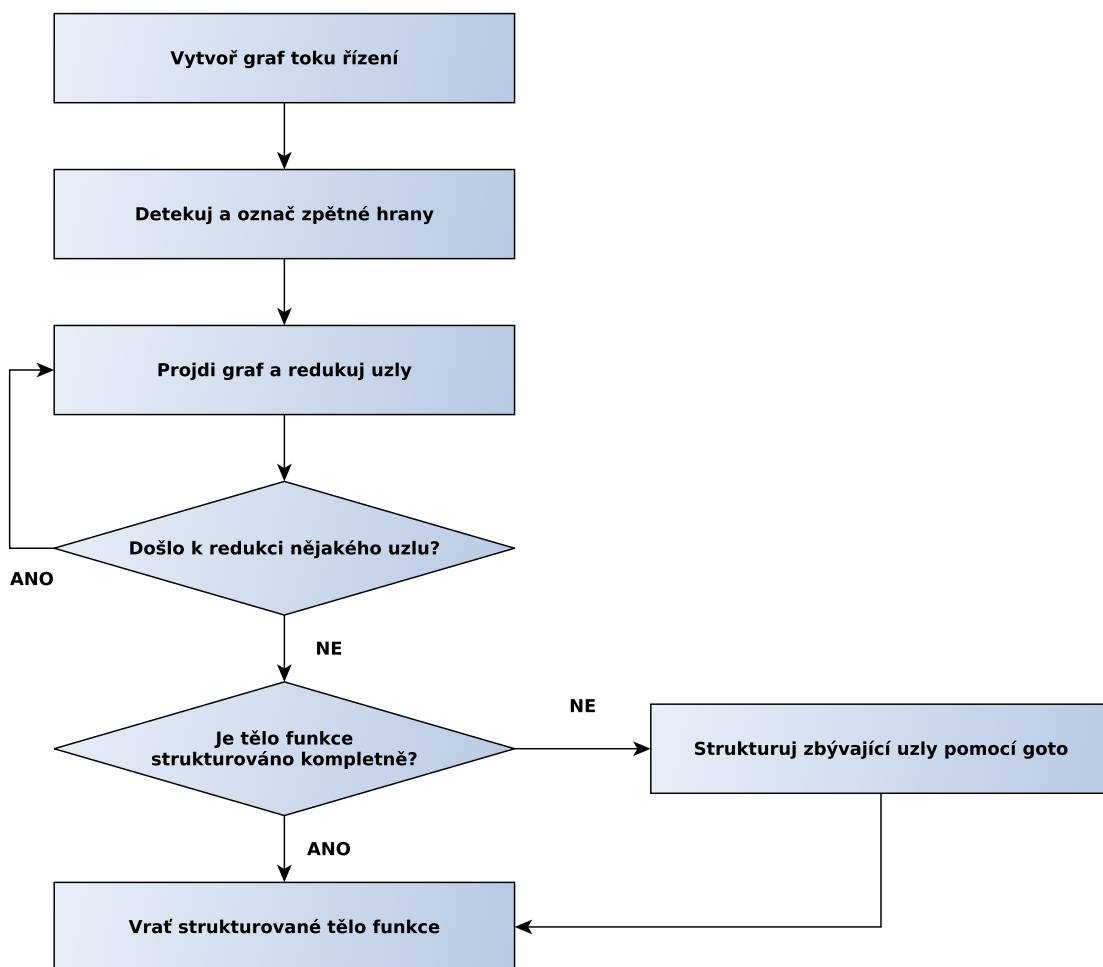 Vytvoř graf toku řízení
Detekuj a označ zpětné hrany
Projdi graf a redukuj uzly
Došlo k redukci nějakého uzlu?
ANO
NE
Je tělo funkce
strukturováno kompletně?
NE
Strukturuj zbývající uzly pomocí goto
ANO
Vrať strukturované tělo funkce